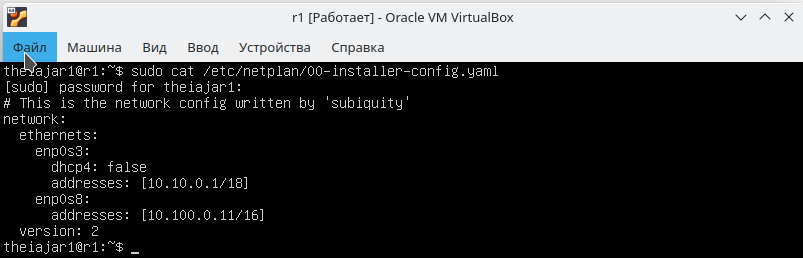 r1 [Работает] - Oracle VM VirtualBox
Файл Машина Вид Ввод Устройства Справка
theiajar1@r1:~$ sudo cat /etc/netplan/00-installer-config.yaml
[sudo] password for theiajar1:
# This is the network config written by 'subiquity'
network:
  ethernets:
    enp0s3:
      dhcp4: false
      addresses: [10.10.0.1/18]
    enp0s8:
      addresses: [10.100.0.11/16]
  version: 2
theiajar1@r1:~$ _